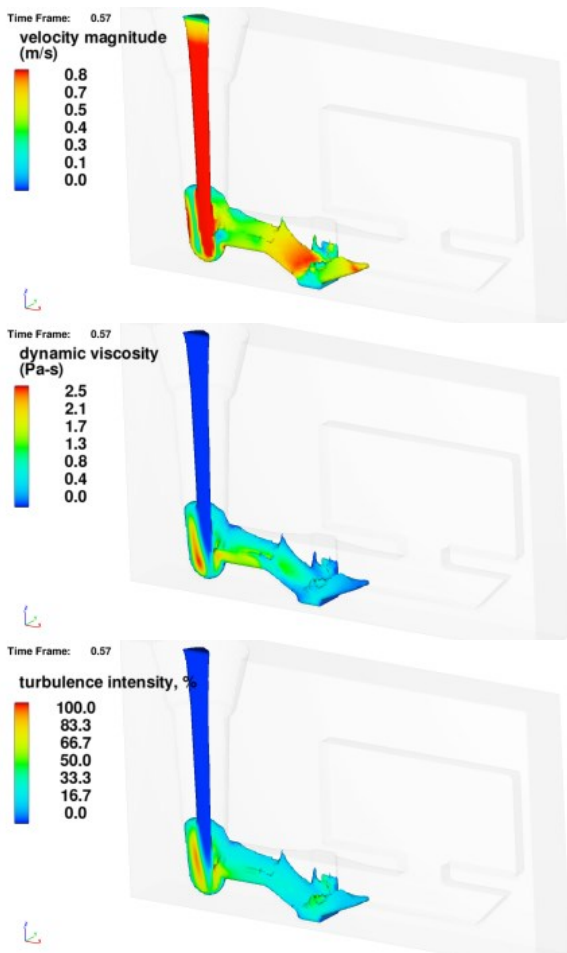 Time Frame: 0.57
velocity magnitude
(m/s)
0.8
0.7
0.5
0.4
0.3
0.1
0.0
Time Frame: 0.57
dynamic viscosity
(Pa-s)
2.5
2.1
1.7
1.3
0.8
0.4
0.0
Time Frame: 0.57
turbulence intensity, %
100.0
83.3
66.7
50.0
33.3
16.7
0.0